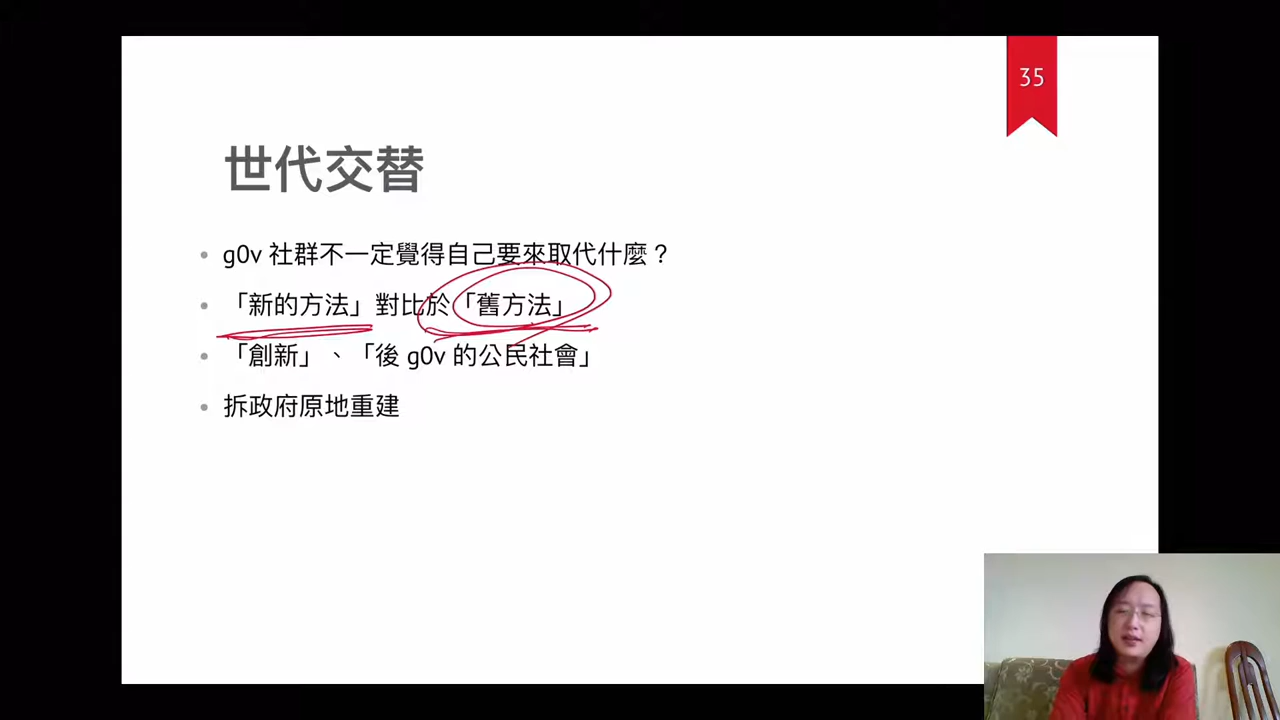 35
世代交替
g0v 社群不一定覺得自己要來取代什麼？
「新的方法」對比於「舊方法」
「創新」、「後 g0v 的公民社會」
拆政府原地重建